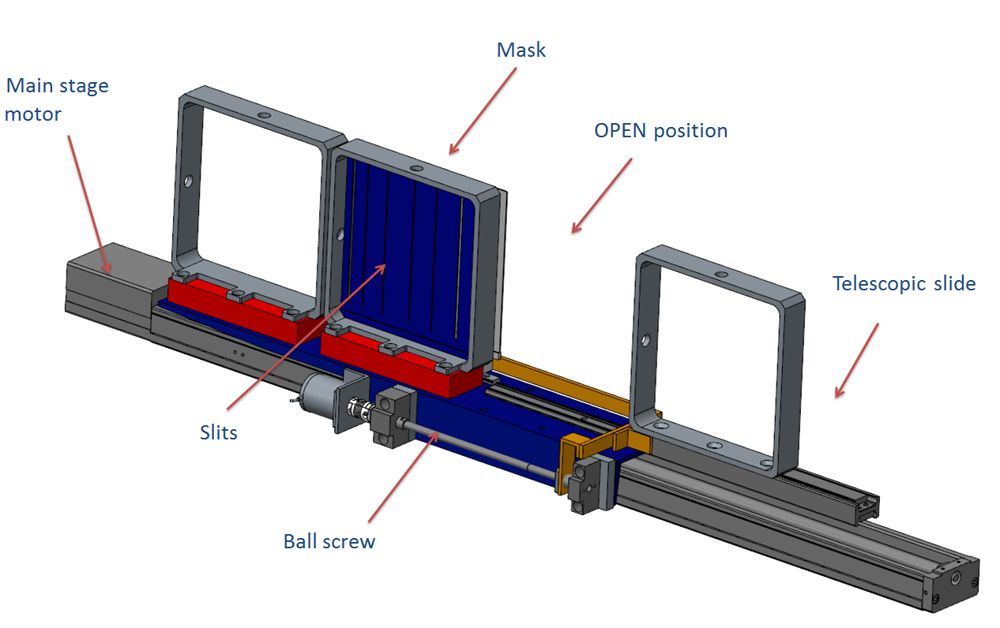 Mask
Main stage
motor
OPEN position
Telescopic slide
Slits
Ball screw